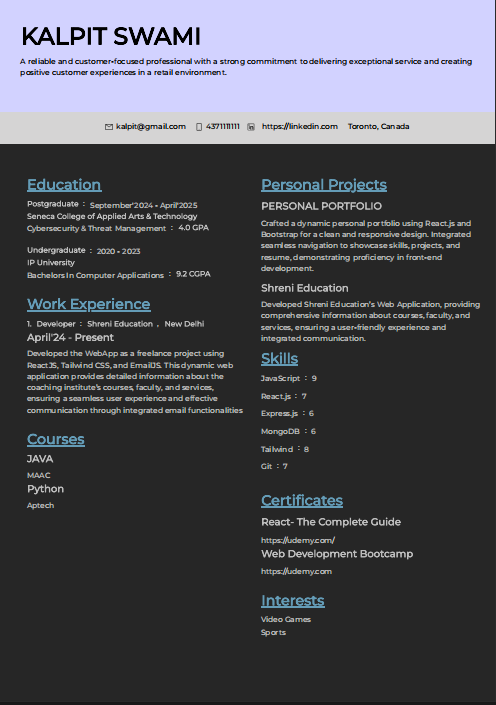 KALPIT SWAMI
A reliable and customer-focused professional with a strong commitment to delivering exceptional service and creating
positive customer experiences in a retail environment.
kalpit@gmail.com 4371111111 https://linkedin.com Toronto, Canada
Education
Postgraduate : September'2024 - April'2025
Seneca College of Applied Arts & Technology
Cybersecurity & Threat Management : 4.0 GPA
Undergraduate : 2020 - 2023
IP University
Bachelors In Computer Applications : 9.2 CGPA
Work Experience
1. Developer : Shreni Education , New Delhi
April'24 - Present
Developed the WebApp as a freelance project using
ReactJS, Tailwind CSS, and EmailJS. This dynamic web
application provides detailed information about the
coaching institute's courses, faculty, and services,
ensuring a seamless user experience and effective
communication through integrated email functionalities
Courses
JAVA
MAAC
Python
Aptech
Personal Projects
PERSONAL PORTFOLIO
Crafted a dynamic personal portfolio using React.js and
Bootstrap for a clean and responsive design. Integrated
seamless navigation to showcase skills, projects, and
resume, demonstrating proficiency in front-end
development.
Shreni Education
Developed Shreni Education's Web Application, providing
comprehensive information about courses, faculty, and
services, ensuring a user-friendly experience and
integrated communication.
Skills
JavaScript : 9
React.js : 7
Express.js : 6
MongoDB : 6
Tailwind : 8
Git : 7
Certificates
React- The Complete Guide
https://udemy.com/
Web Development Bootcamp
https://udemy.com
Interests
Video Games
Sports